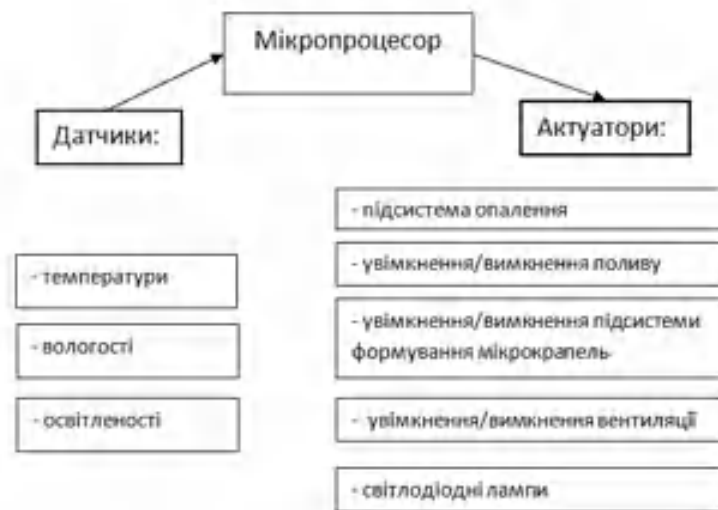 Мікропроцесор
Датчики:
Актуатори:
- температури
- вологості
- освітленості
- підсистема опалення
- увімкнення/вимкнення поливу
- увімкнення/вимкнення підсистеми
формування мікрокрапель
- увімкнення/вимкнення вентиляції
- світлодіодні лампи